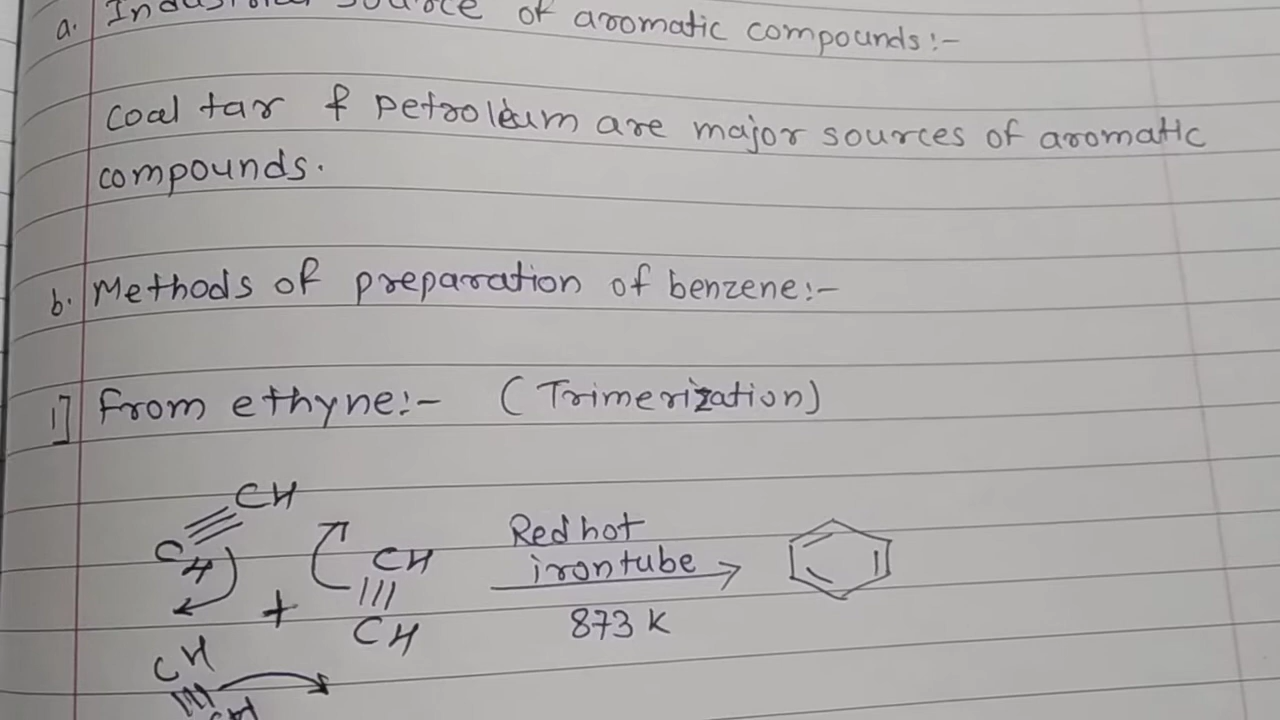 a. Industrial source of aromatic compounds:-
Coal tar & petroleum are major sources of aromatic
compounds.
b. Methods of preparation of benzene:-
1] From ethyne:- (Trimerization)
CH
CH
CH
+
CH
Red hot
iron tube
873 K
CH
CH